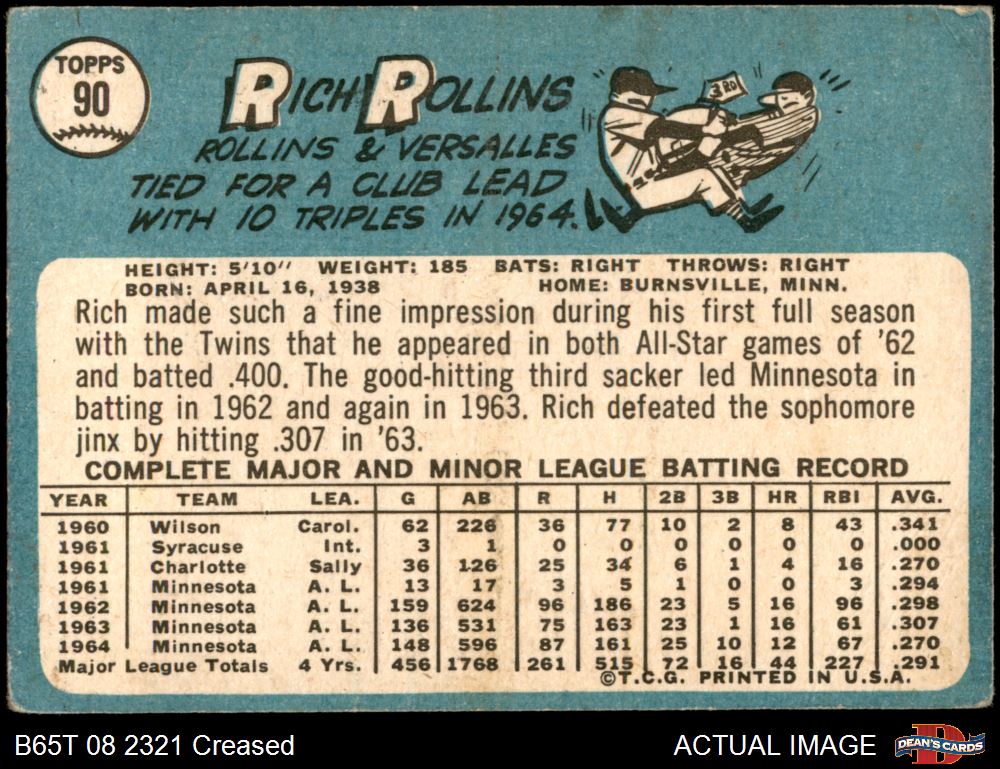 TOPPS
90
RICH ROLLINS
ROLLINS & VERSALLES
TIED FOR A CLUB LEAD
WITH 10 TRIPLES IN 1964.
3RD
HEIGHT: 5'10" WEIGHT: 185 BATS: RIGHT THROWS: RIGHT
BORN: APRIL 16, 1938 HOME: BURNSVILLE, MINN.
Rich made such a fine impression during his first full season
with the Twins that he appeared in both All-Star games of '62
and batted .400. The good-hitting third sacker led Minnesota in
batting in 1962 and again in 1963. Rich defeated the sophomore
jinx by hitting .307 in '63.
COMPLETE MAJOR AND MINOR LEAGUE BATTING RECORD
YEAR TEAM LEA. G AB R H 2B 3B HR RBI AVG.
1960 Wilson Carol. 62 226 36 77 10 2 8 43 .341
1961 Syracuse Int. 3 1 0 0 0 0 0 0 .000
1961 Charlotte Sally 36 126 25 34 6 1 4 16 .270
1961 Minnesota A. L. 13 17 3 5 1 0 0 3 .294
1962 Minnesota A. L. 159 624 96 186 23 5 16 96 .298
1963 Minnesota A. L. 136 531 75 163 23 1 16 61 .307
1964 Minnesota A. L. 148 596 87 161 25 10 12 67 .270
Major League Totals 4 Yrs. 456 1768 261 515 72 16 44 227 .291
©T.C.G. PRINTED IN U.S.A.
B65T 08 2321 Creased ACTUAL IMAGE
DEAN'S CARDS